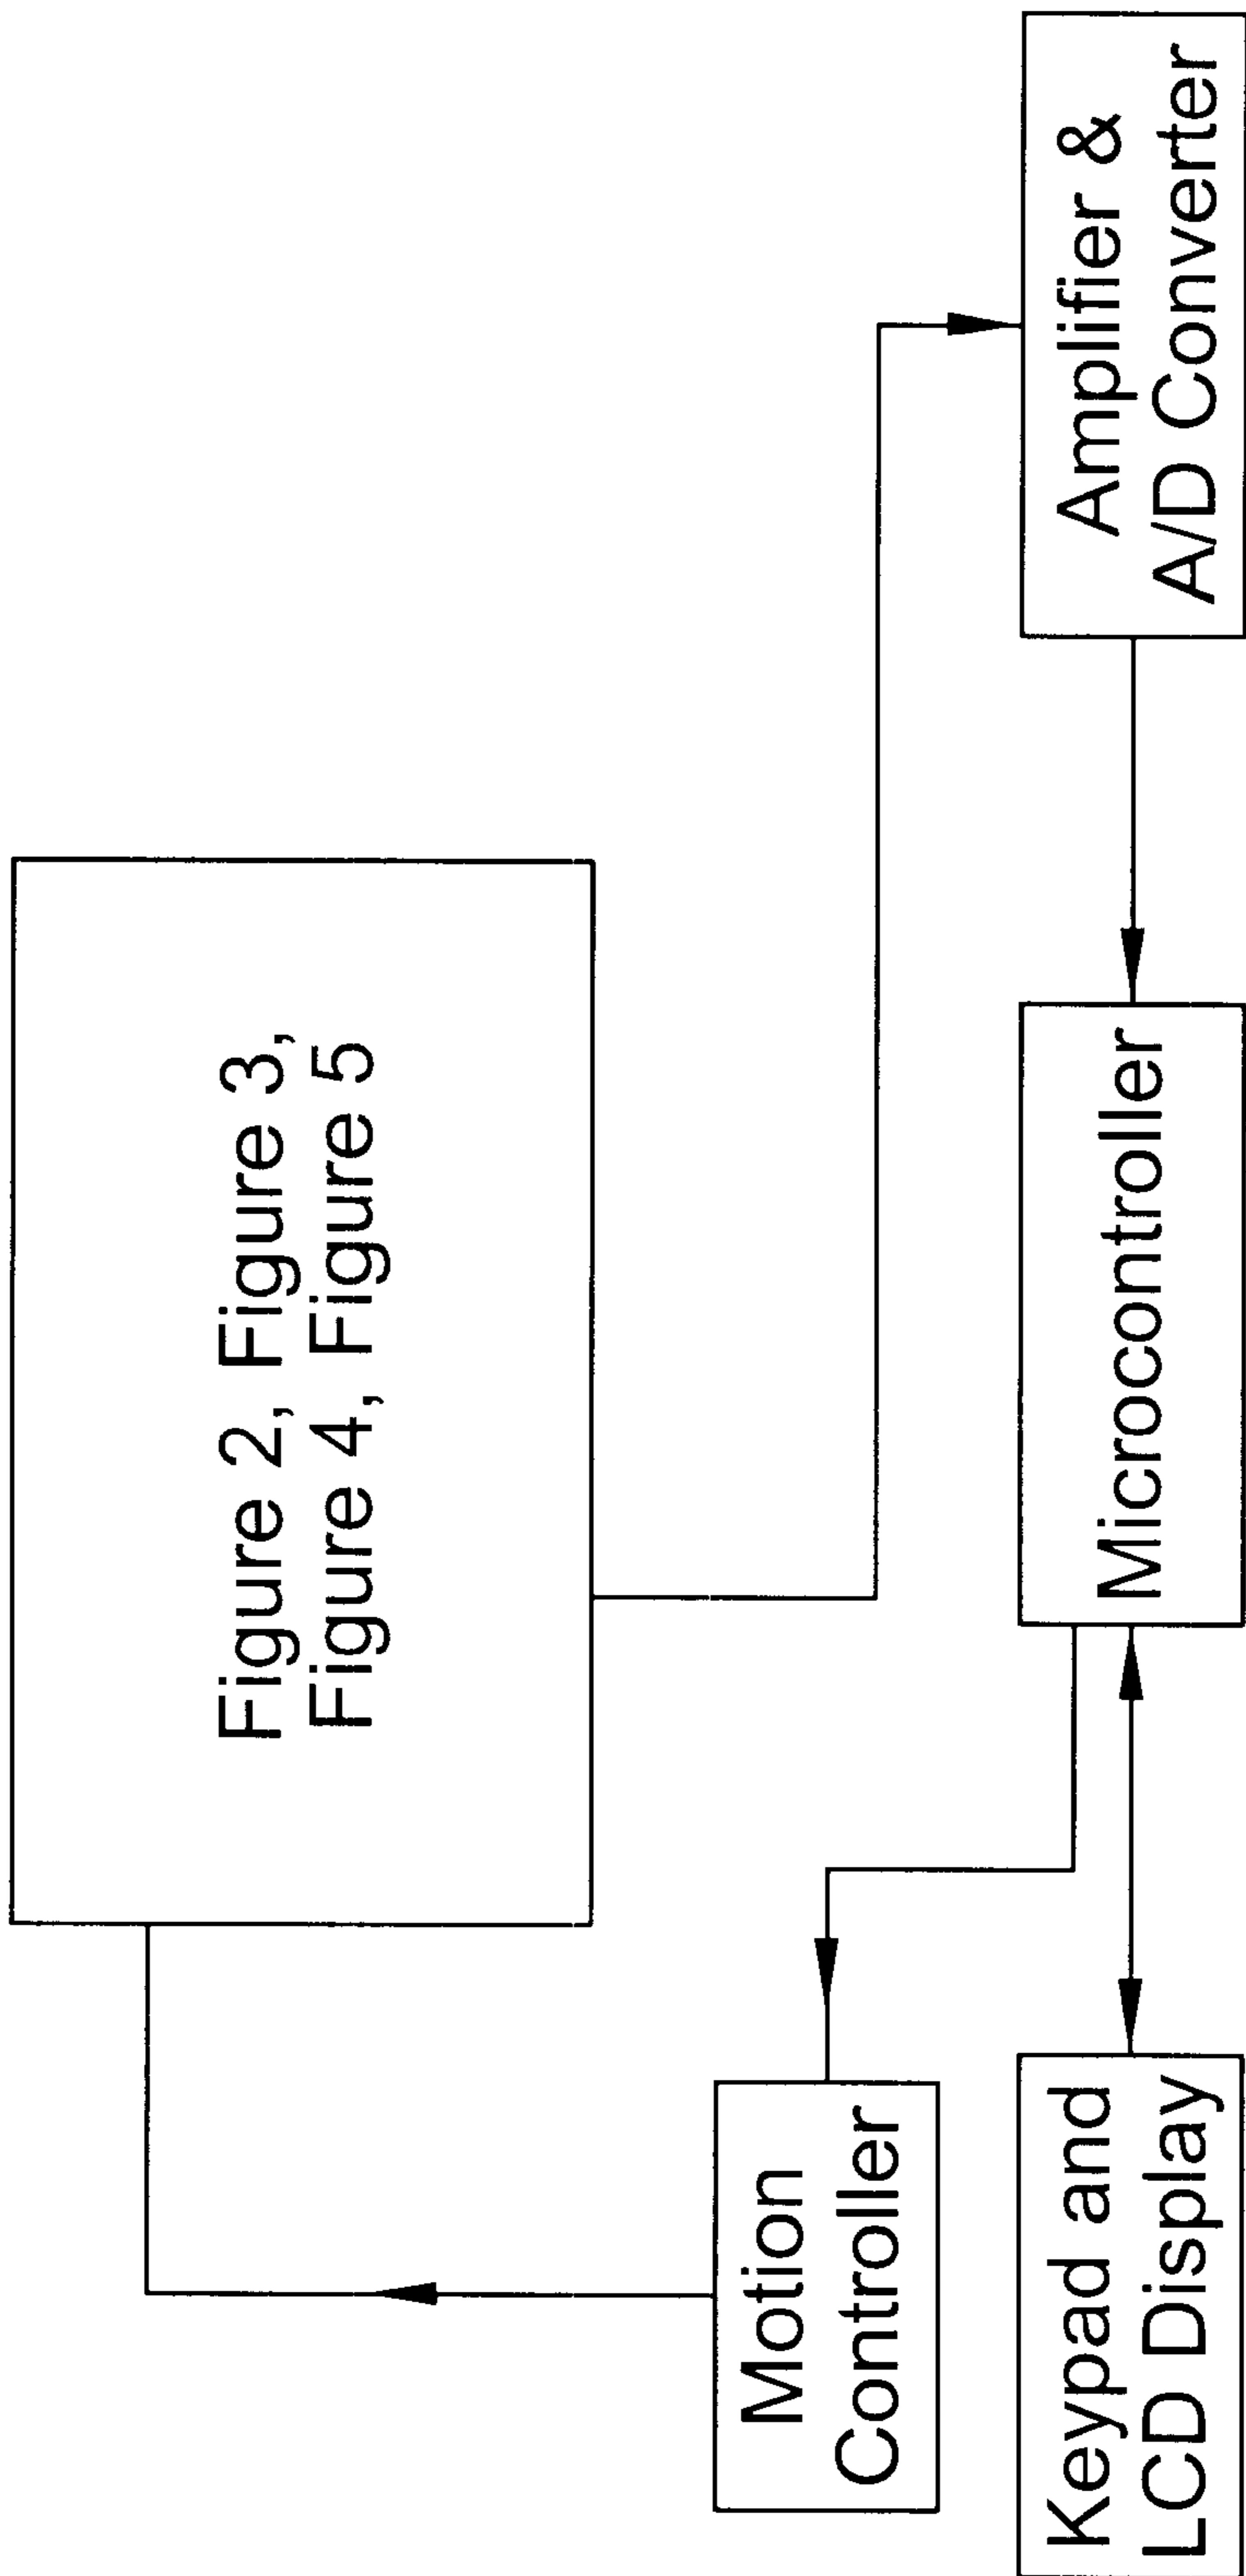 Figure 2, Figure 3,
Figure 4, Figure 5
Motion
Controller
Keypad and
LCD Display
Microcontroller
Amplifier &
A/D Converter